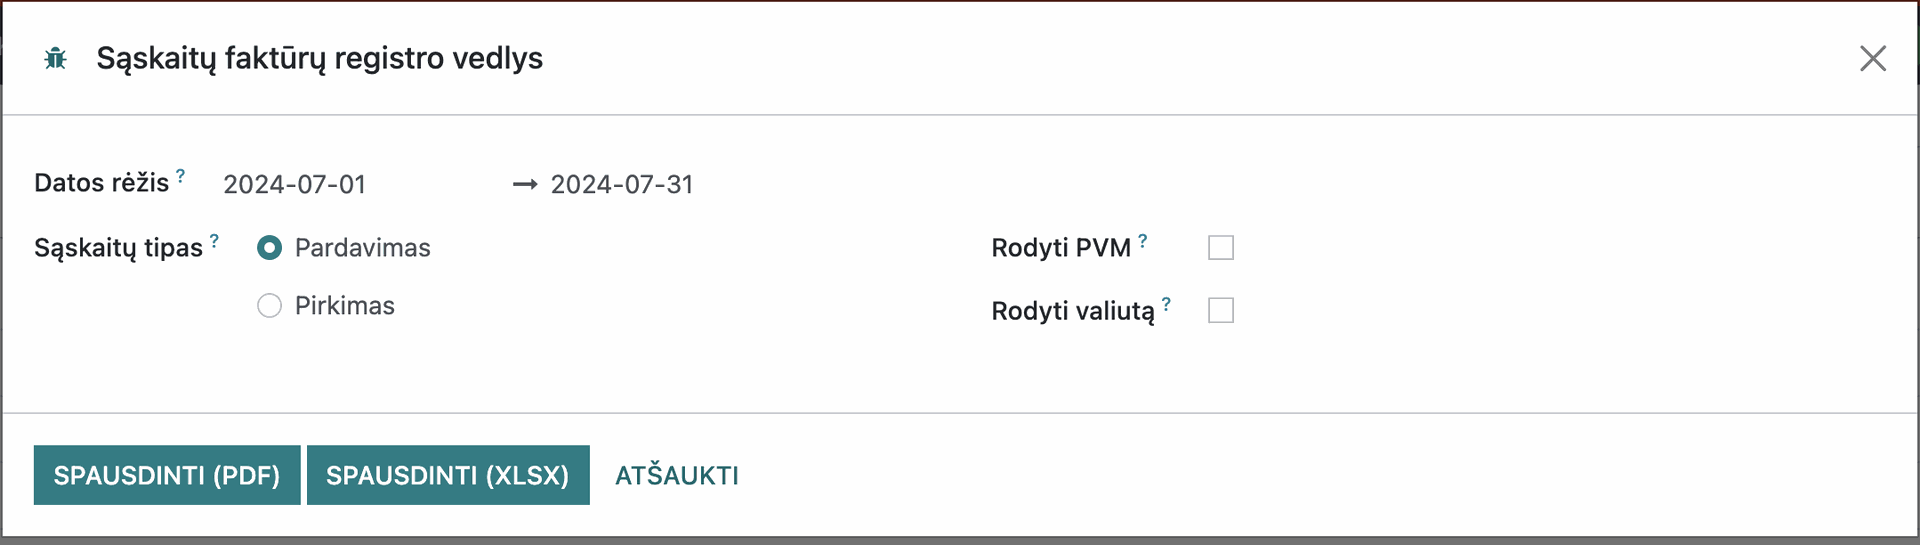 Sąskaitų faktūrų registro vedlys
Datos rėžis ? 2024-07-01 → 2024-07-31
Sąskaitų tipas ? Pardavimas
Pirkimas
Rodyti PVM ?
Rodyti valiutą ?
SPAUSDINTI (PDF) SPAUSDINTI (XLSX) ATŠAUKTI